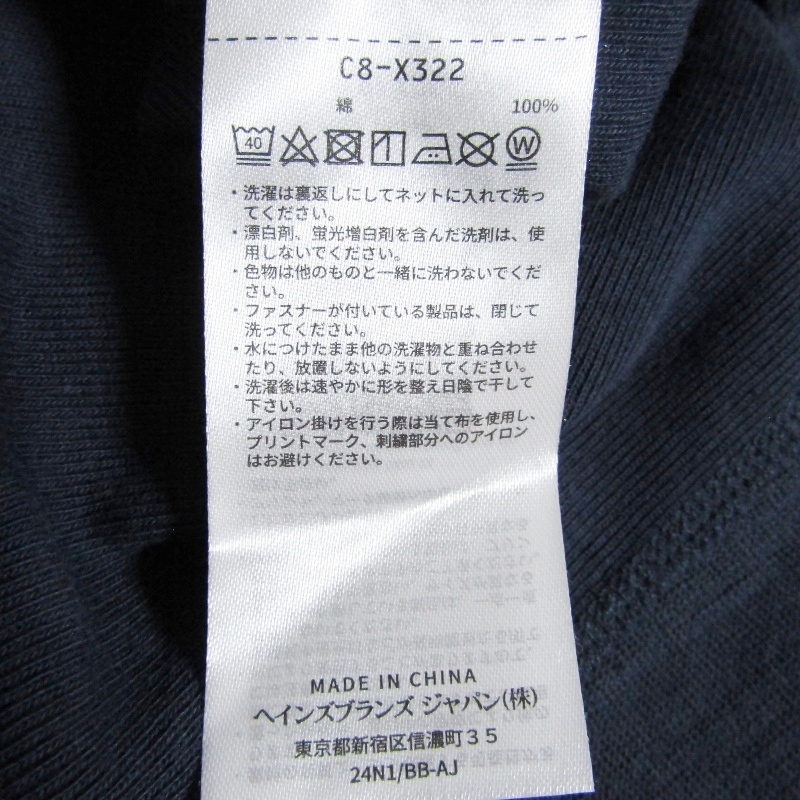 C8-X322
綿 100%
40 W
・洗濯は裏返しにしてネットに入れて洗っ
てください。
・漂白剤、蛍光増白剤を含んだ洗剤は、使
用しないでください。
・色物は他のものと一緒に洗わないでくだ
さい。
・ファスナーが付いている製品は、閉じて
洗ってください。
・水につけたまま他の洗濯物と重ね合わせ
たり、放置しないようにしてください。
・洗濯後は速やかに形を整え日陰で干して
下さい。
・アイロン掛けを行う際は当て布を使用し、
プリントマーク、刺繍部分へのアイロン
はお避けください。
MADE IN CHINA
ヘインズブランズ ジャパン(株)
東京都新宿区信濃町35
24N1/BB-AJ